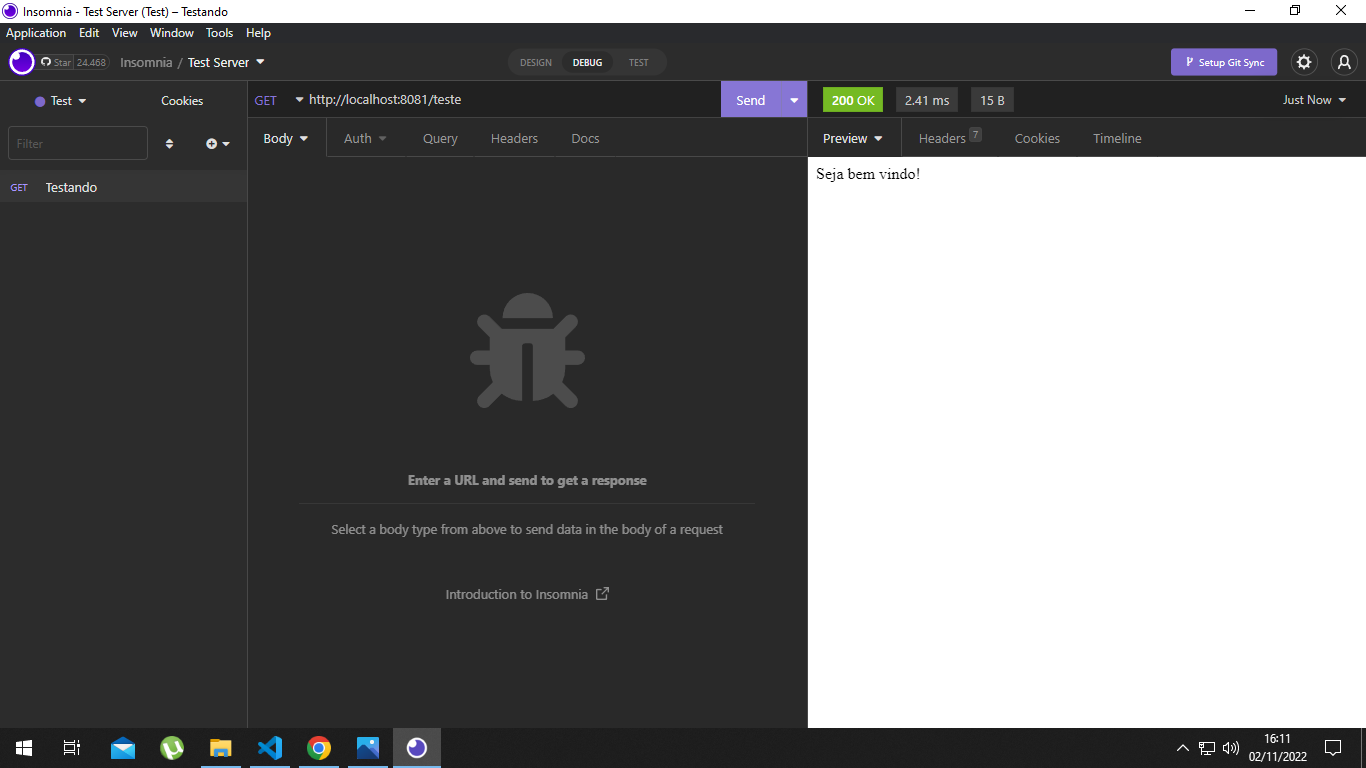 Insomnia - Test Server (Test) – Testando
Application Edit View Window Tools Help
Star 24.468 Insomnia / Test Server DESIGN DEBUG TEST Setup Git Sync
Test Cookies GET http://localhost:8081/teste Send 200 OK 2.41 ms 15 B Just Now
Filter Body Auth Query Headers Docs Preview Headers 7 Cookies Timeline
GET Testando
Seja bem vindo!
Enter a URL and send to get a response
Select a body type from above to send data in the body of a request
Introduction to Insomnia
16:11
02/11/2022